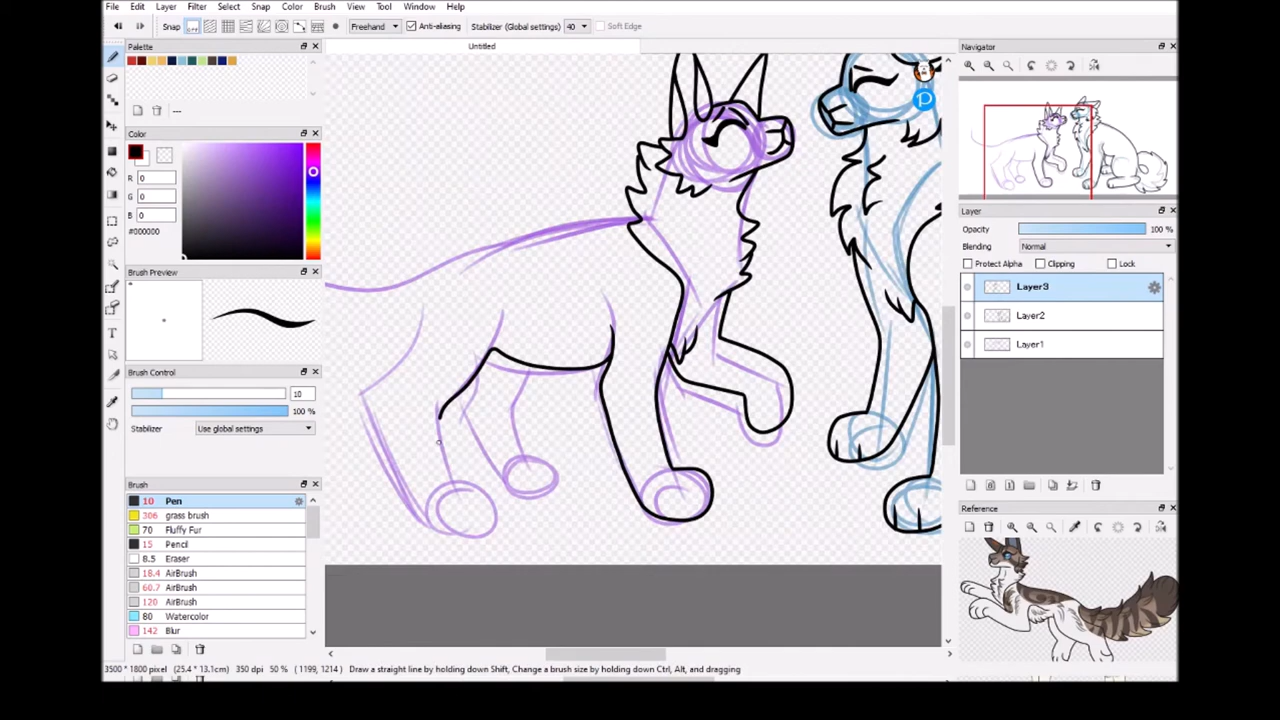 File Edit Layer Filter Select Snap Color Brush View Tool Window Help
Snap Freehand Anti-aliasing Stabilizer (Global settings) 40 Soft Edge
Palette
Untitled
Navigator
---
Color
R 0
G 0
B 0
#000000
Layer
Opacity 100 %
Blending Normal
Protect Alpha Clipping Lock
Layer3
Layer2
Layer1
Brush Preview
Brush Control
10
100 %
Stabilizer Use global settings
Brush
10 Pen
306 grass brush
70 Fluffy Fur
15 Pencil
8.5 Eraser
18.4 AirBrush
60.7 AirBrush
120 AirBrush
80 Watercolor
142 Blur
Reference
3500 * 1800 pixel (25.4 * 13.1cm) 350 dpi 50 % ( 1199, 1214 ) Draw a straight line by holding down Shift, Change a brush size by holding down Ctrl, Alt, and dragging